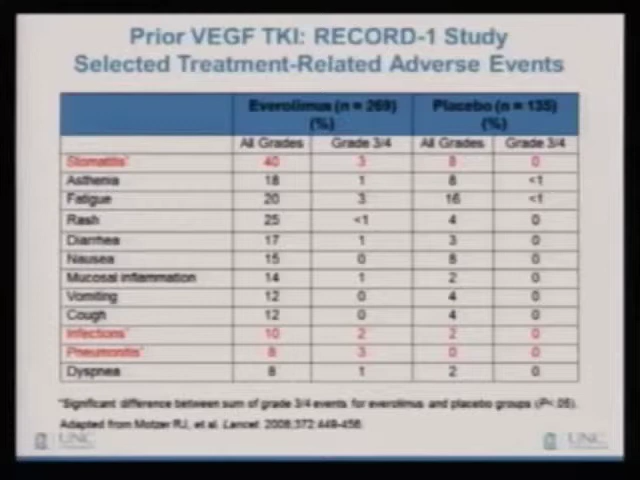 Prior VEGF TKI: RECORD-1 Study
Selected Treatment-Related Adverse Events
Everolimus (n = 269) (%) Placebo (n = 135) (%)
All Grades Grade 3/4 All Grades Grade 3/4
Stomatitis* 40 3 8 0
Asthenia 18 1 8 <1
Fatigue 20 3 16 <1
Rash 25 <1 4 0
Diarrhea 17 1 3 0
Nausea 15 0 8 0
Mucosal inflammation 14 1 2 0
Vomiting 12 0 4 0
Cough 12 0 4 0
Infections* 10 2 2 0
Pneumonitis* 8 3 0 0
Dyspnea 8 1 2 0
*Significant difference between sum of grade 3/4 events for everolimus and placebo groups (P<.05).
Adapted from Motzer RJ, et al. Lancet. 2008;372:449-456.
UNC UNC